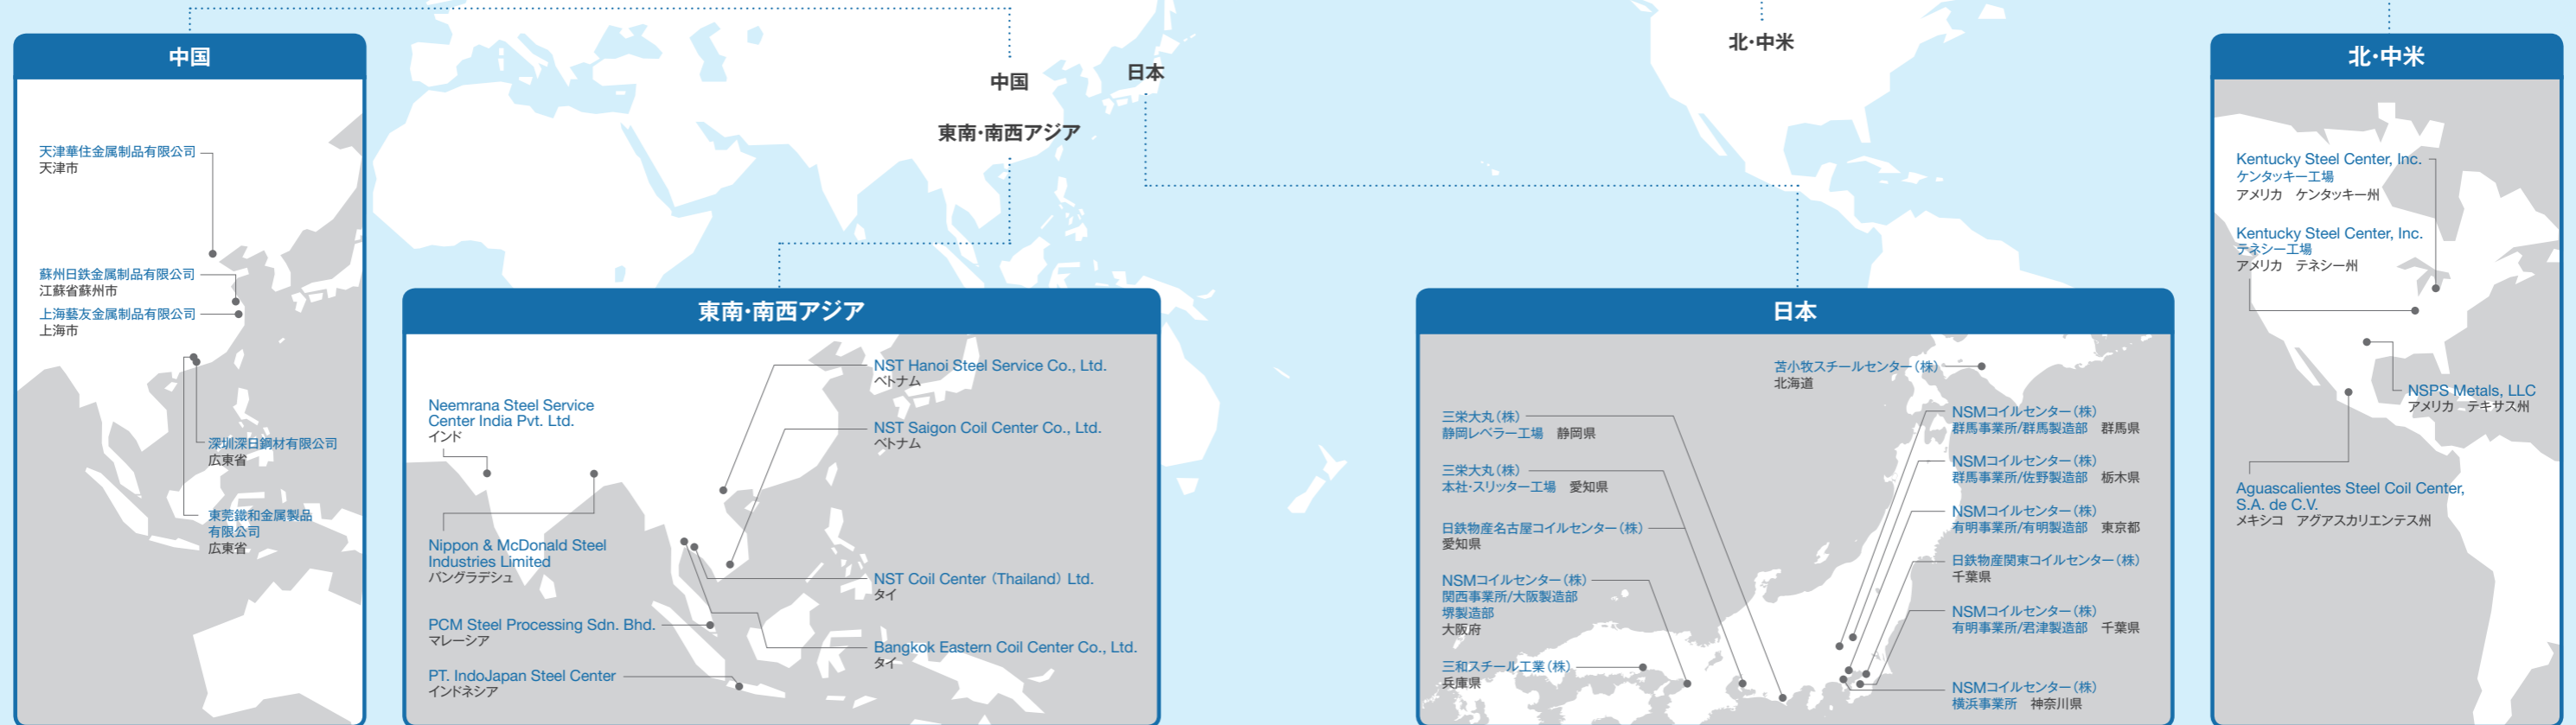 中国
日本
東南・南西アジア
北・中米
中国
天津華住金属制品有限公司
天津市
蘇州日鉄金属制品有限公司
江蘇省蘇州市
上海藝友金属制品有限公司
上海市
深圳深日鋼材有限公司
広東省
東莞鐵和金属製品
有限公司
広東省
東南・南西アジア
Neemrana Steel Service
Center India Pvt. Ltd.
インド
Nippon & McDonald Steel
Industries Limited
バングラデシュ
PCM Steel Processing Sdn. Bhd.
マレーシア
PT. IndoJapan Steel Center
インドネシア
NST Hanoi Steel Service Co., Ltd.
ベトナム
NST Saigon Coil Center Co., Ltd.
ベトナム
NST Coil Center (Thailand) Ltd.
タイ
Bangkok Eastern Coil Center Co., Ltd.
タイ
日本
苫小牧スチールセンター(株)
北海道
三栄大丸(株)
静岡レベラー工場 静岡県
三栄大丸(株)
本社・スリッター工場 愛知県
日鉄物産名古屋コイルセンター(株)
愛知県
NSMコイルセンター(株)
関西事業所/大阪製造部
堺製造部
大阪府
三和スチール工業(株)
兵庫県
NSMコイルセンター(株)
群馬事業所/群馬製造部 群馬県
NSMコイルセンター(株)
群馬事業所/佐野製造部 栃木県
NSMコイルセンター(株)
有明事業所/有明製造部 東京都
日鉄物産関東コイルセンター(株)
千葉県
NSMコイルセンター(株)
有明事業所/君津製造部 千葉県
NSMコイルセンター(株)
横浜事業所 神奈川県
北・中米
Kentucky Steel Center, Inc.
ケンタッキー工場
アメリカ ケンタッキー州
Kentucky Steel Center, Inc.
テネシー工場
アメリカ テネシー州
NSPS Metals, LLC
アメリカ テキサス州
Aguascalientes Steel Coil Center,
S.A. de C.V.
メキシコ アグアスカリエンテス州